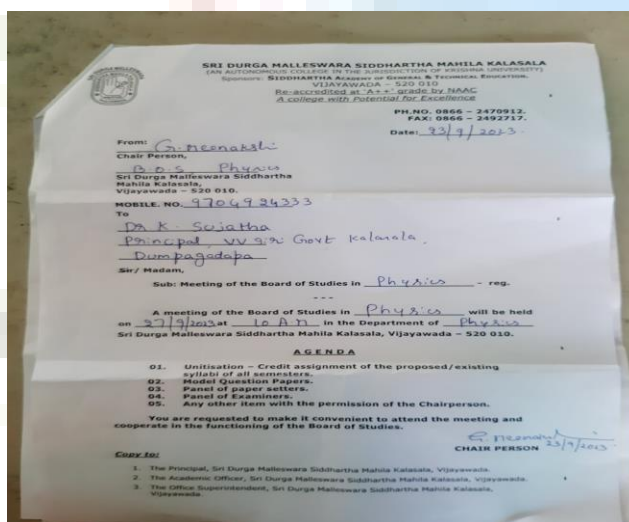 SRI DURGA MALLESWARA SIDDHARTHA MAHILA KALASALA
(AN AUTONOMOUS COLLEGE IN THE JURISDICTION OF KRISHNA UNIVERSITY)
Sponsors: SIDDHARTHA ACADEMY OF GENERAL & TECHNICAL EDUCATION.
VIJAYAWADA – 520 010
Re-accredited at 'A++' grade by NAAC
A college with Potential for Excellence
PH.NO. 0866 – 2470912.
FAX: 0866 – 2492717.
Date: 23/9/2023
From: G. Meenakshi
Chair Person,
B.O.S Physics
Sri Durga Malleswara Siddhartha
Mahila Kalasala,
Vijayawada – 520 010.
MOBILE. NO. 9704924333
To
Dr K. Sujatha
Principal, VV Giri Govt Kalasala,
Dumpagadapa
Sir/ Madam,
Sub: Meeting of the Board of Studies in Physics - reg.
---
A meeting of the Board of Studies in Physics will be held
on 27/9/2023 at 10 AM in the Department of Physics
Sri Durga Malleswara Siddhartha Mahila Kalasala, Vijayawada – 520 010.
AGENDA
01. Unitisation – Credit assignment of the proposed/existing
syllabi of all semesters.
02. Model Question Papers.
03. Panel of paper setters.
04. Panel of Examiners.
05. Any other item with the permission of the Chairperson.
You are requested to make it convenient to attend the meeting and
cooperate in the functioning of the Board of Studies.
G. Meenakshi
CHAIR PERSON 23/9/2023
Copy to:
1. The Principal, Sri Durga Malleswara Siddhartha Mahila Kalasala, Vijayawada.
2. The Academic Officer, Sri Durga Malleswara Siddhartha Mahila Kalasala, Vijayawada.
3. The Office Superintendent, Sri Durga Malleswara Siddhartha Mahila Kalasala,
Vijayawada.